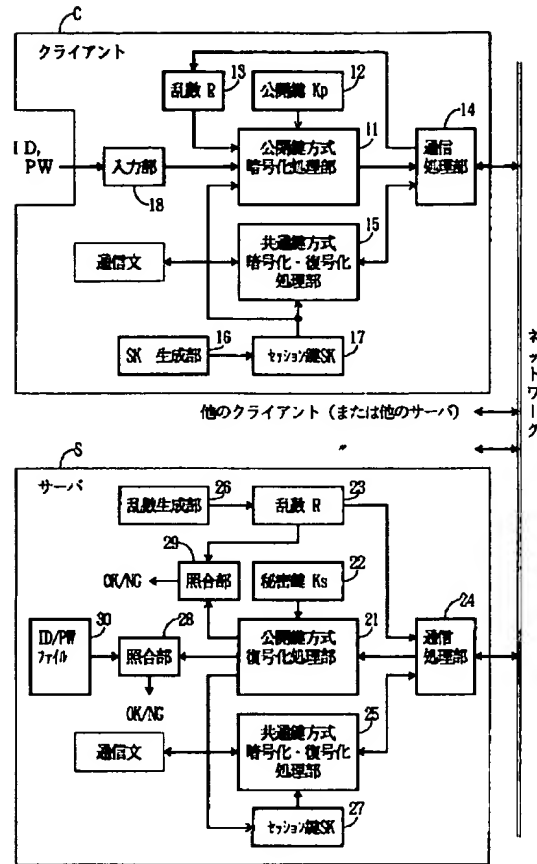 C
クライアント
13
12
14
乱数 R
公開鍵 Kp
11
ID,
PW
入力部
18
公開鍵方式
暗号化処理部
通信
処理部
15
通信文
共通鍵方式
暗号化・復号化
処理部
16
17
SK 生成部
セッション鍵SK
ネットワーク
他のクライアント（または他のサーバ）
〃
S
サーバ
26
23
乱数生成部
乱数 R
29
22
OK/NG
照合部
秘密鍵 Ks
24
30
28
21
ID/PW
ファイル
照合部
公開鍵方式
復号化処理部
通信
処理部
OK/NG
25
通信文
共通鍵方式
暗号化・復号化
処理部
27
セッション鍵SK